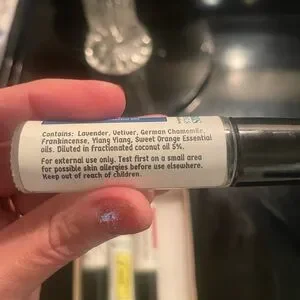 Contains: Lavender, Vetiver, German Chamomile,
Frankincense, Ylang Ylang, Sweet Orange Essential
oils. Diluted in fractionated coconut oil 5%.
For external use only. Test first on a small area
for possible skin allergies before use elsewhere.
Keep out of reach of children.